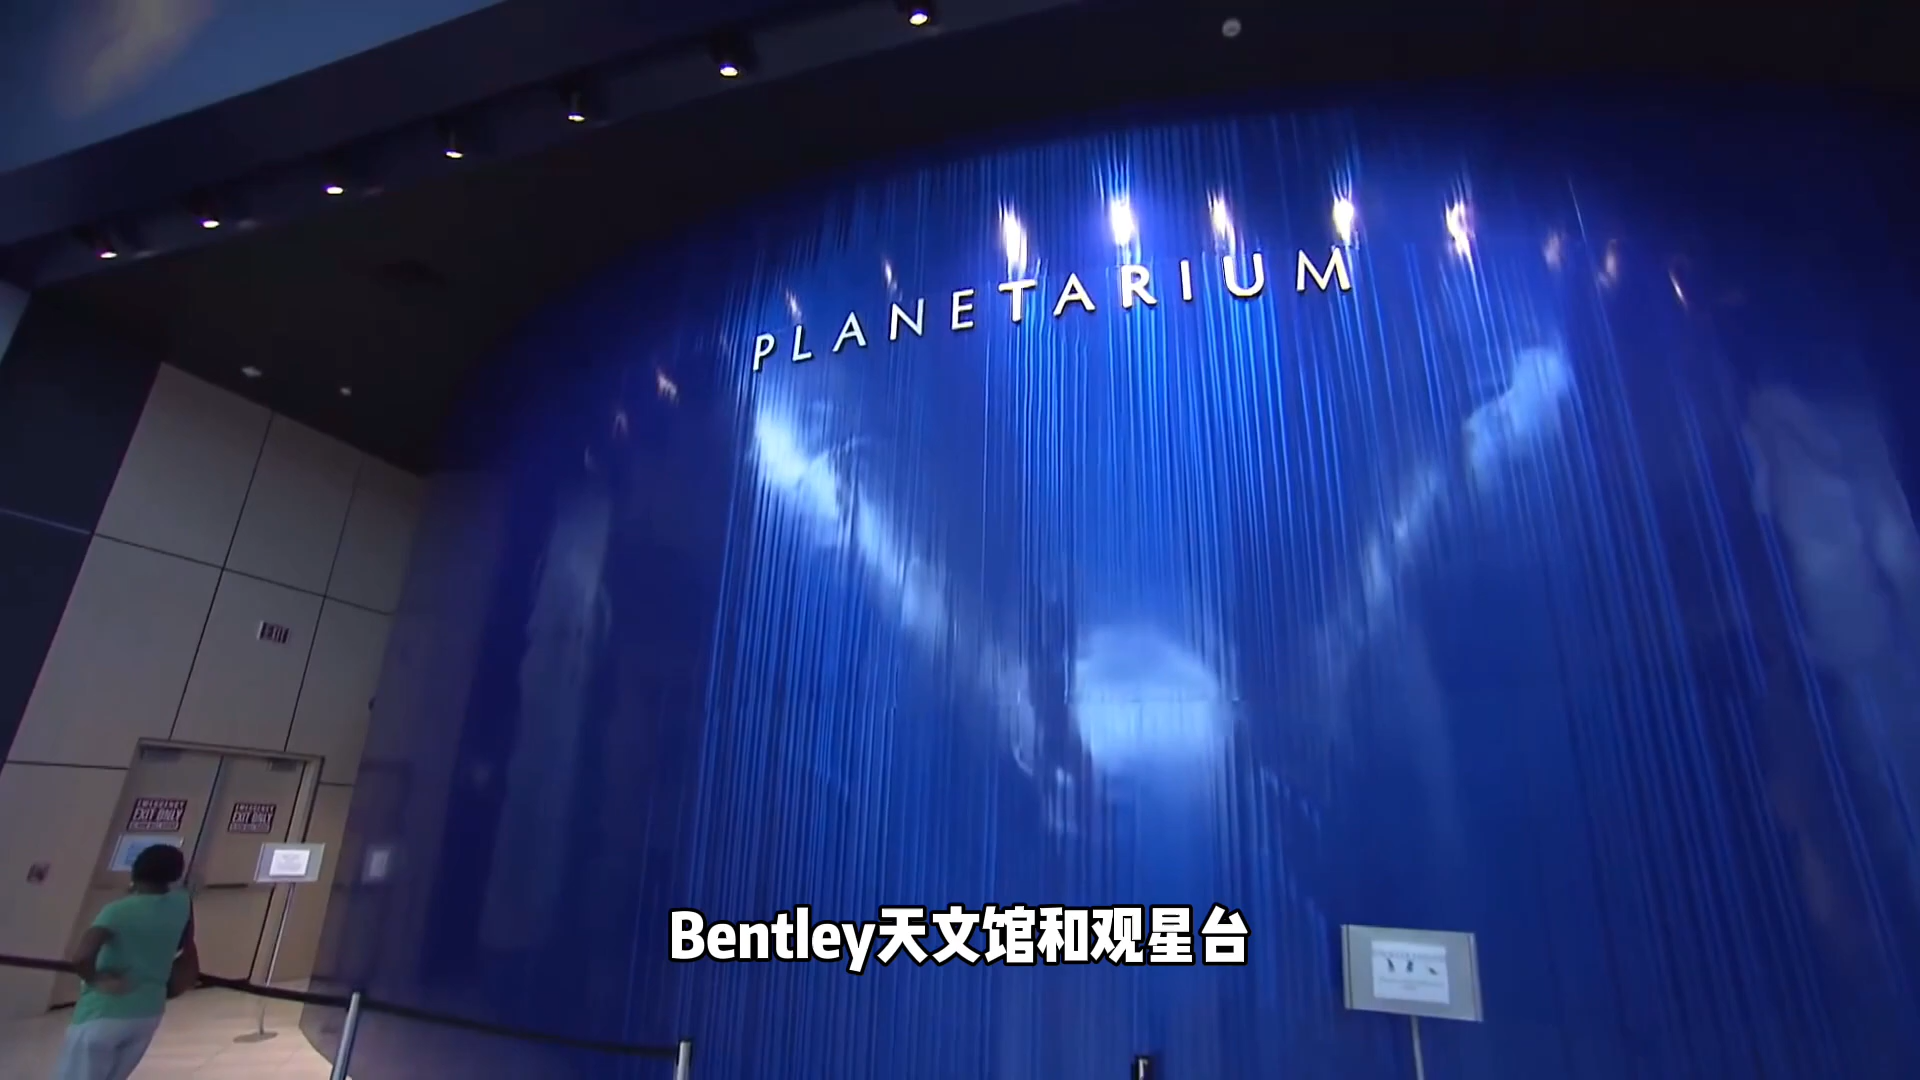 PLANETARIUM
EXIT
EMERGENCY
EXIT ONLY
EMERGENCY
EXIT ONLY
Bentley天文馆和观星台